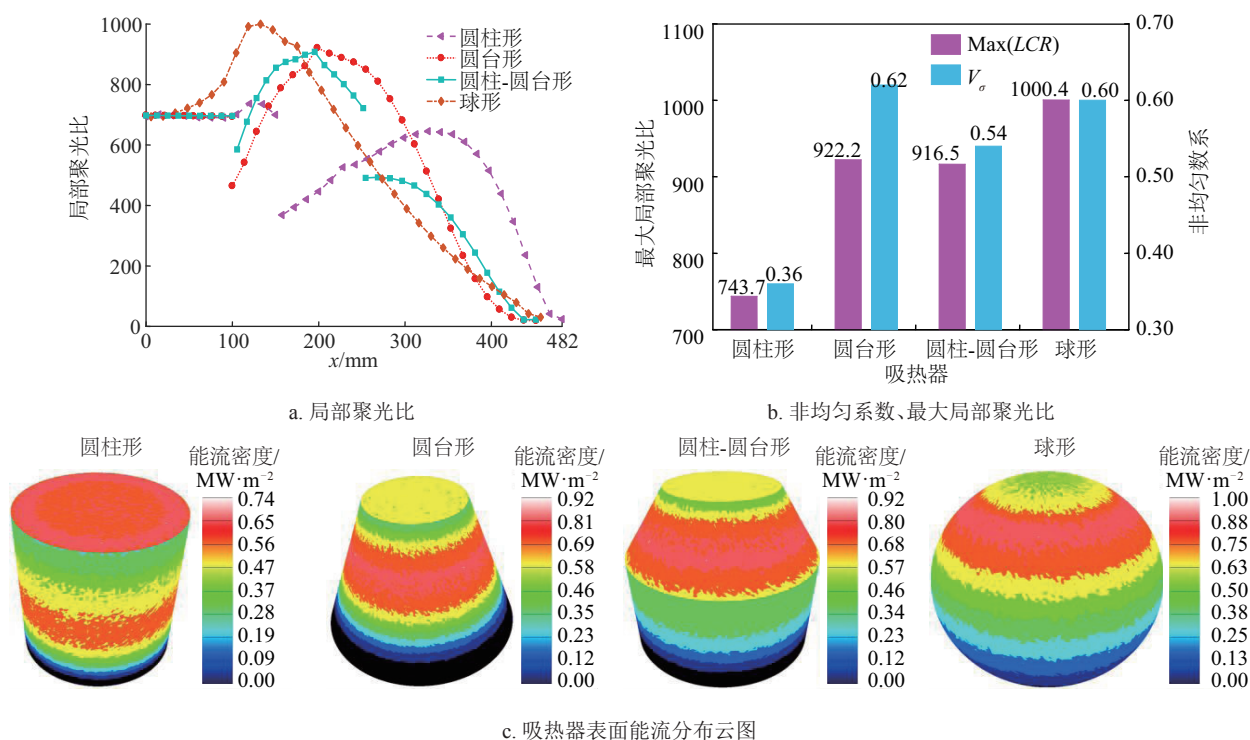 局部聚光比
1000
800
600
400
200
0
0
100
200
300
400
482
x/mm
圆柱形
圆台形
圆柱-圆台形
球形
a. 局部聚光比
最大局部聚光比
1100
1000
900
800
700
Max(LCR)
Vσ
743.7
0.36
922.2
0.62
916.5
0.54
1000.4
0.60
0.70
0.60
0.50
0.40
0.30
非均匀数系
圆柱形
圆台形
圆柱-圆台形
球形
吸热器
b. 非均匀系数、最大局部聚光比
圆柱形
能流密度/
MW·m⁻²
0.74
0.65
0.56
0.46
0.37
0.28
0.19
0.09
0.00
圆台形
能流密度/
MW·m⁻²
0.92
0.81
0.69
0.58
0.46
0.35
0.23
0.12
0.00
圆柱-圆台形
能流密度/
MW·m⁻²
0.92
0.80
0.68
0.57
0.46
0.34
0.23
0.12
0.00
球形
能流密度/
MW·m⁻²
1.00
0.88
0.75
0.63
0.50
0.38
0.25
0.13
0.00
c. 吸热器表面能流分布云图